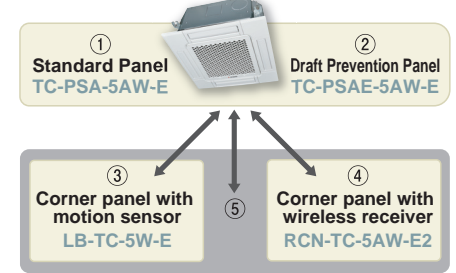 ①
Standard Panel
TC-PSA-5AW-E
②
Draft Prevention Panel
TC-PSAE-5AW-E
③
Corner panel with
motion sensor
LB-TC-5W-E
⑤
④
Corner panel with
wireless receiver
RCN-TC-5AW-E2